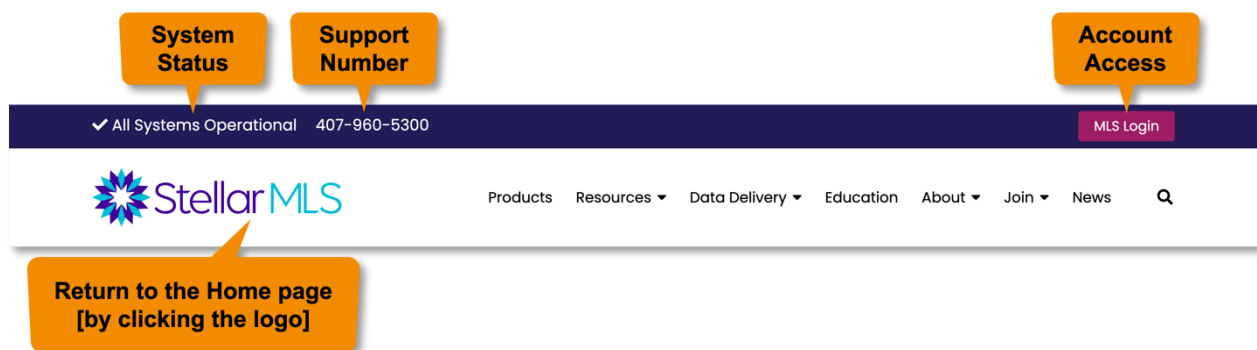 System
Status
Support
Number
Account
Access
All Systems Operational 407-960-5300 MLS Login
StellarMLS Products Resources Data Delivery Education About Join News
Return to the Home page
[by clicking the logo]